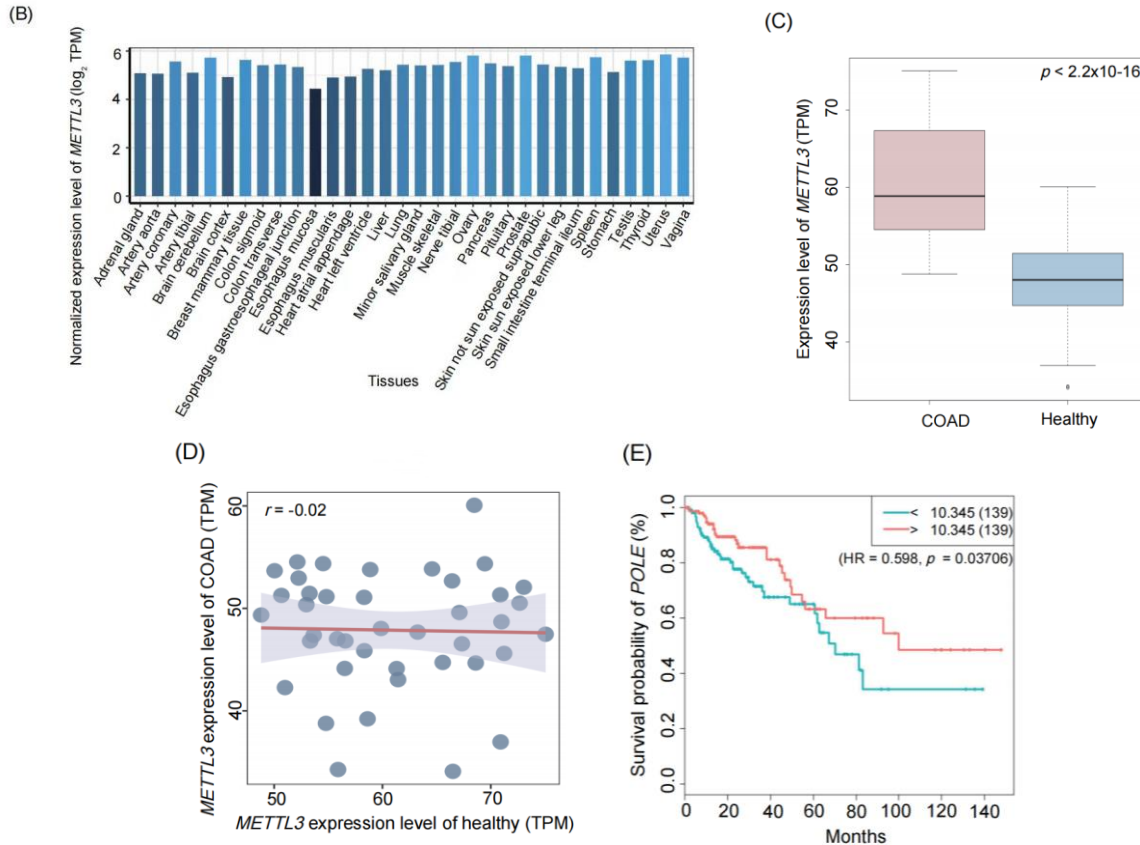 (B)
Normalized expression level of METTL3 (log2 TPM)
6
4
2
0
Adrenal gland
Artery aorta
Artery coronary
Artery tibial
Brain cerebellum
Brain cortex
Breast mammary tissue
Colon sigmoid
Colon transverse
Esophagus gastroesophageal junction
Esophagus mucosa
Esophagus muscularis
Heart atrial appendage
Heart left ventricle
Liver
Lung
Minor salivary gland
Muscle skeletal
Nerve tibial
Ovary
Pancreas
Pituitary
Prostate
Skin not sun exposed suprapubic
Skin sun exposed lower leg
Small intestine terminal ileum
Spleen
Stomach
Testis
Thyroid
Uterus
Vagina
Tissues
(C)
Expression level of METTL3 (TPM)
p < 2.2x10-16
70
60
50
40
COAD
Healthy
(D)
METTL3 expression level of COAD (TPM)
r = -0.02
60
50
40
50
60
70
METTL3 expression level of healthy (TPM)
(E)
Survival probability of POLE (%)
1.0
0.8
0.6
0.4
0.2
0.0
< 10.345 (139)
> 10.345 (139)
(HR = 0.598, p = 0.03706)
0
20
40
60
80
100
120
140
Months